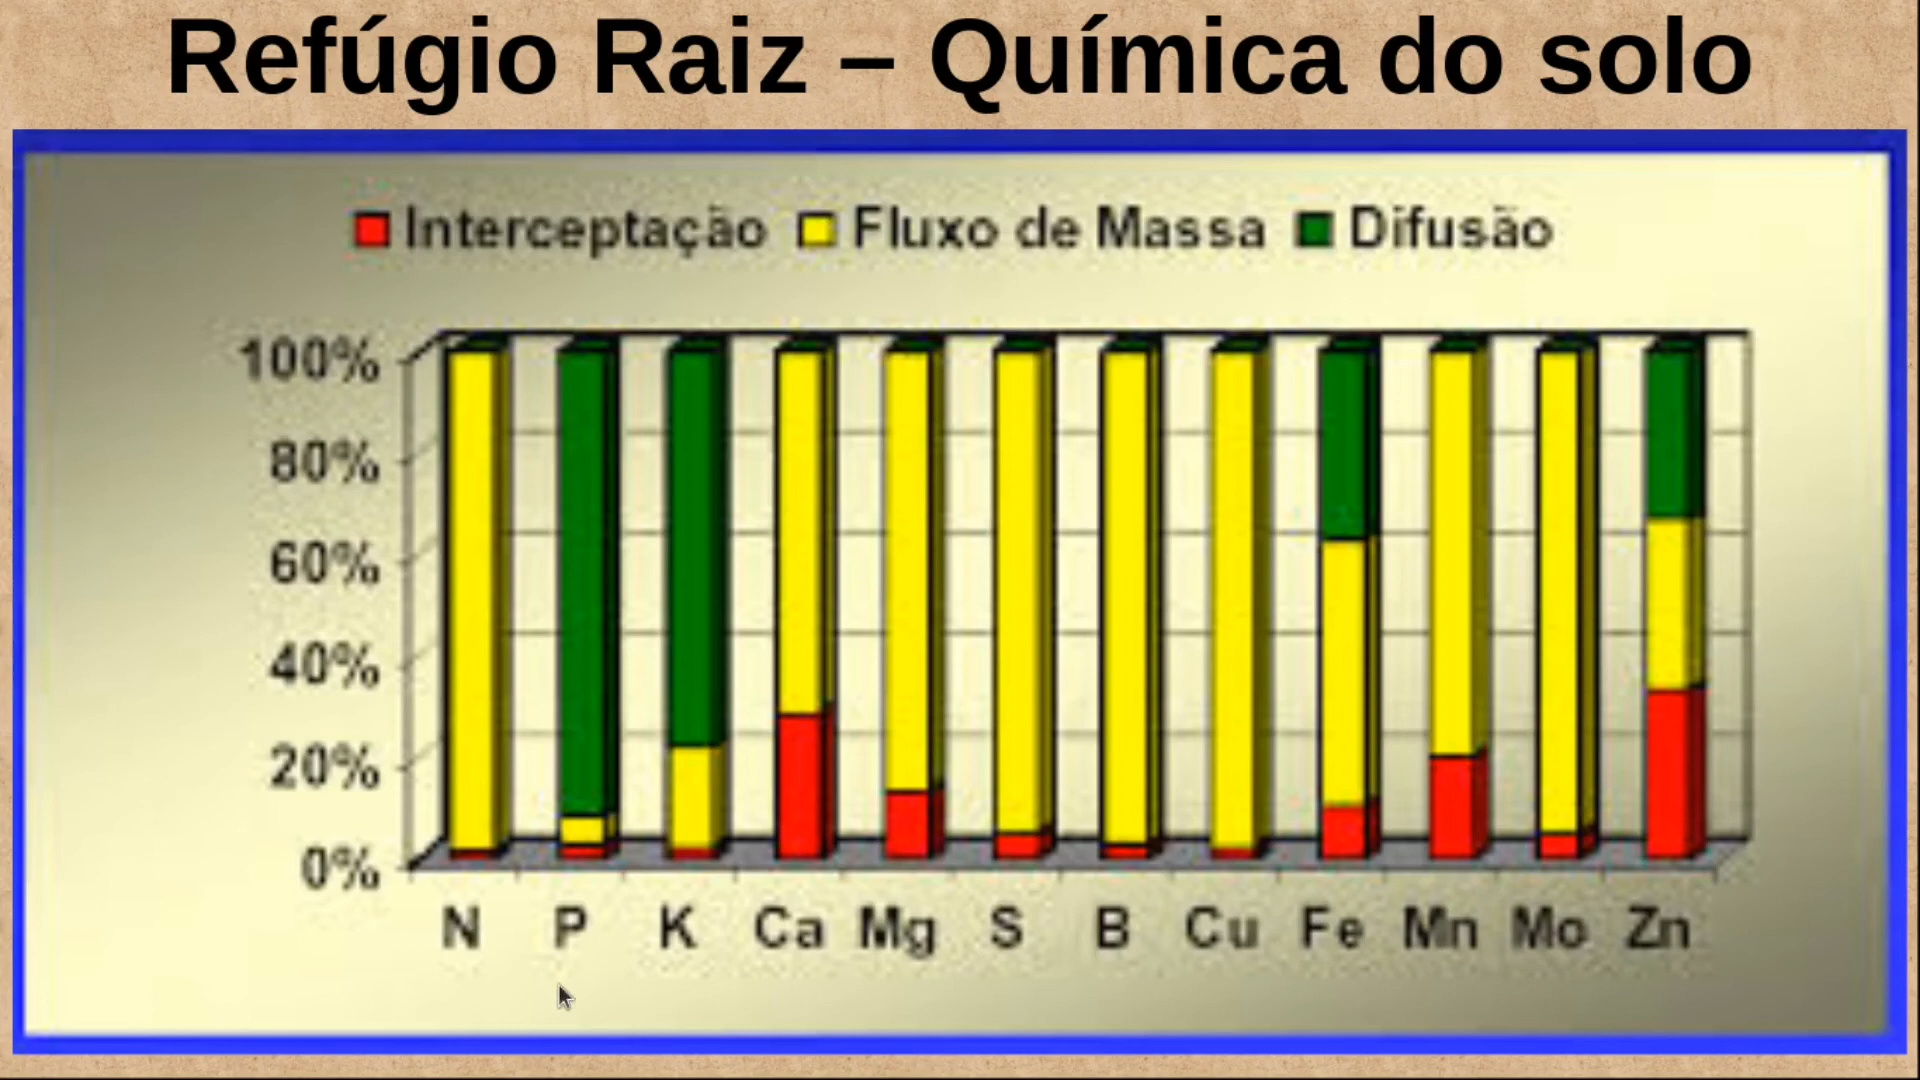 Refúgio Raiz – Química do solo
Interceptação Fluxo de Massa Difusão
100%
80%
60%
40%
20%
0%
N P K Ca Mg S B Cu Fe Mn Mo Zn